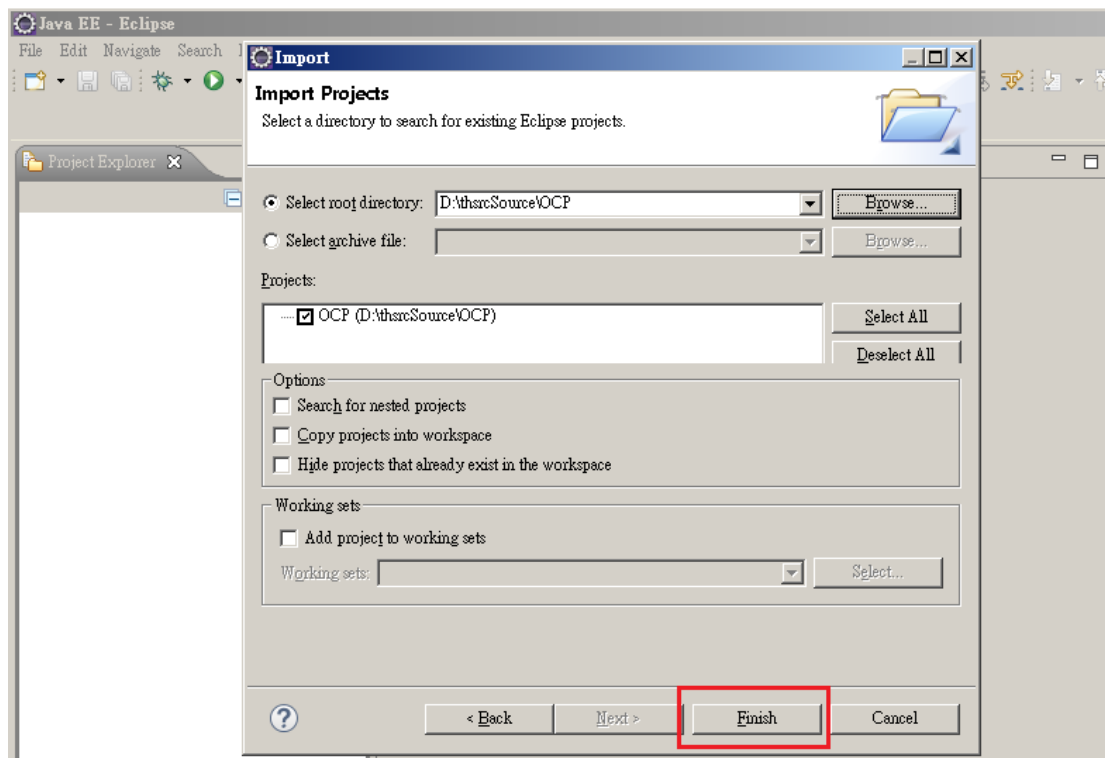 Java EE - Eclipse
File Edit Navigate Search
Import
Import Projects
Select a directory to search for existing Eclipse projects.
Project Explorer
Select root directory: D:\thsrcSource\OCP Browse...
Select archive file: Browse...
Projects:
OCP (D:\thsrcSource\OCP) Select All
Deselect All
Options
Search for nested projects
Copy projects into workspace
Hide projects that already exist in the workspace
Working sets
Add project to working sets
Working sets: Select...
? < Back Next > Finish Cancel